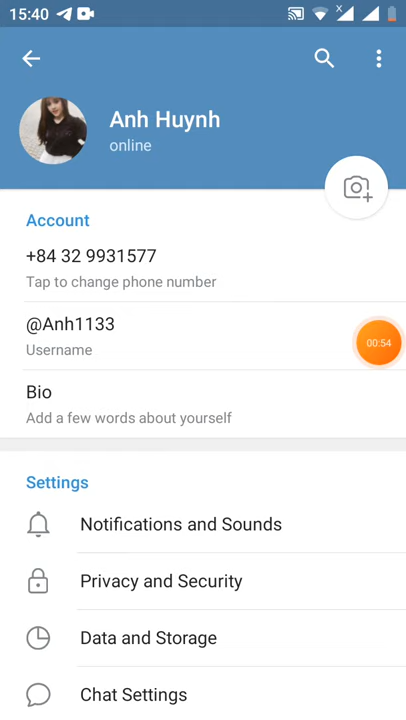 15:40
x
Anh Huynh
online
Account
+84 32 9931577
Tap to change phone number
@Anh1133
Username
00:54
Bio
Add a few words about yourself
Settings
Notifications and Sounds
Privacy and Security
Data and Storage
Chat Settings